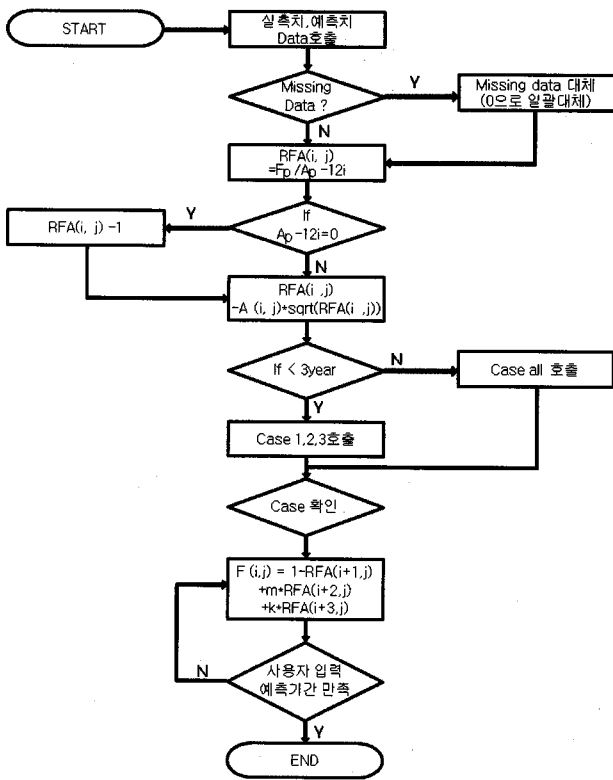 START
실측치,예측치
Data호출
Missing
Data ?
Y
Missing data 대체
(0으로 일괄대체)
N
RFA(i, j)
=Fp/Ap-12i
If
Ap-12i=0
Y
RFA(i, j) -1
N
RFA(i ,j)
-A (i, j)*sqrt(RFA(i ,j))
If < 3year
N
Case all 호출
Y
Case 1,2,3호출
Case 확인
F (i,j) = 1-RFA(i+1,j)
+m*RFA(i+2,j)
+k*RFA(i+3,j)
사용자 입력
예측기간 만족
N
Y
END